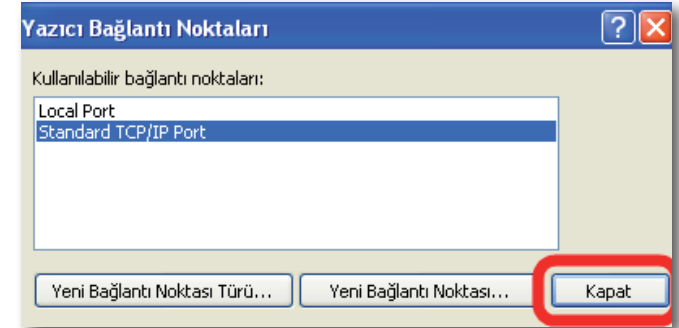 Yazıcı Bağlantı Noktaları
Kullanılabilir bağlantı noktaları:
Local Port
Standard TCP/IP Port
Yeni Bağlantı Noktası Türü... Yeni Bağlantı Noktası... Kapat